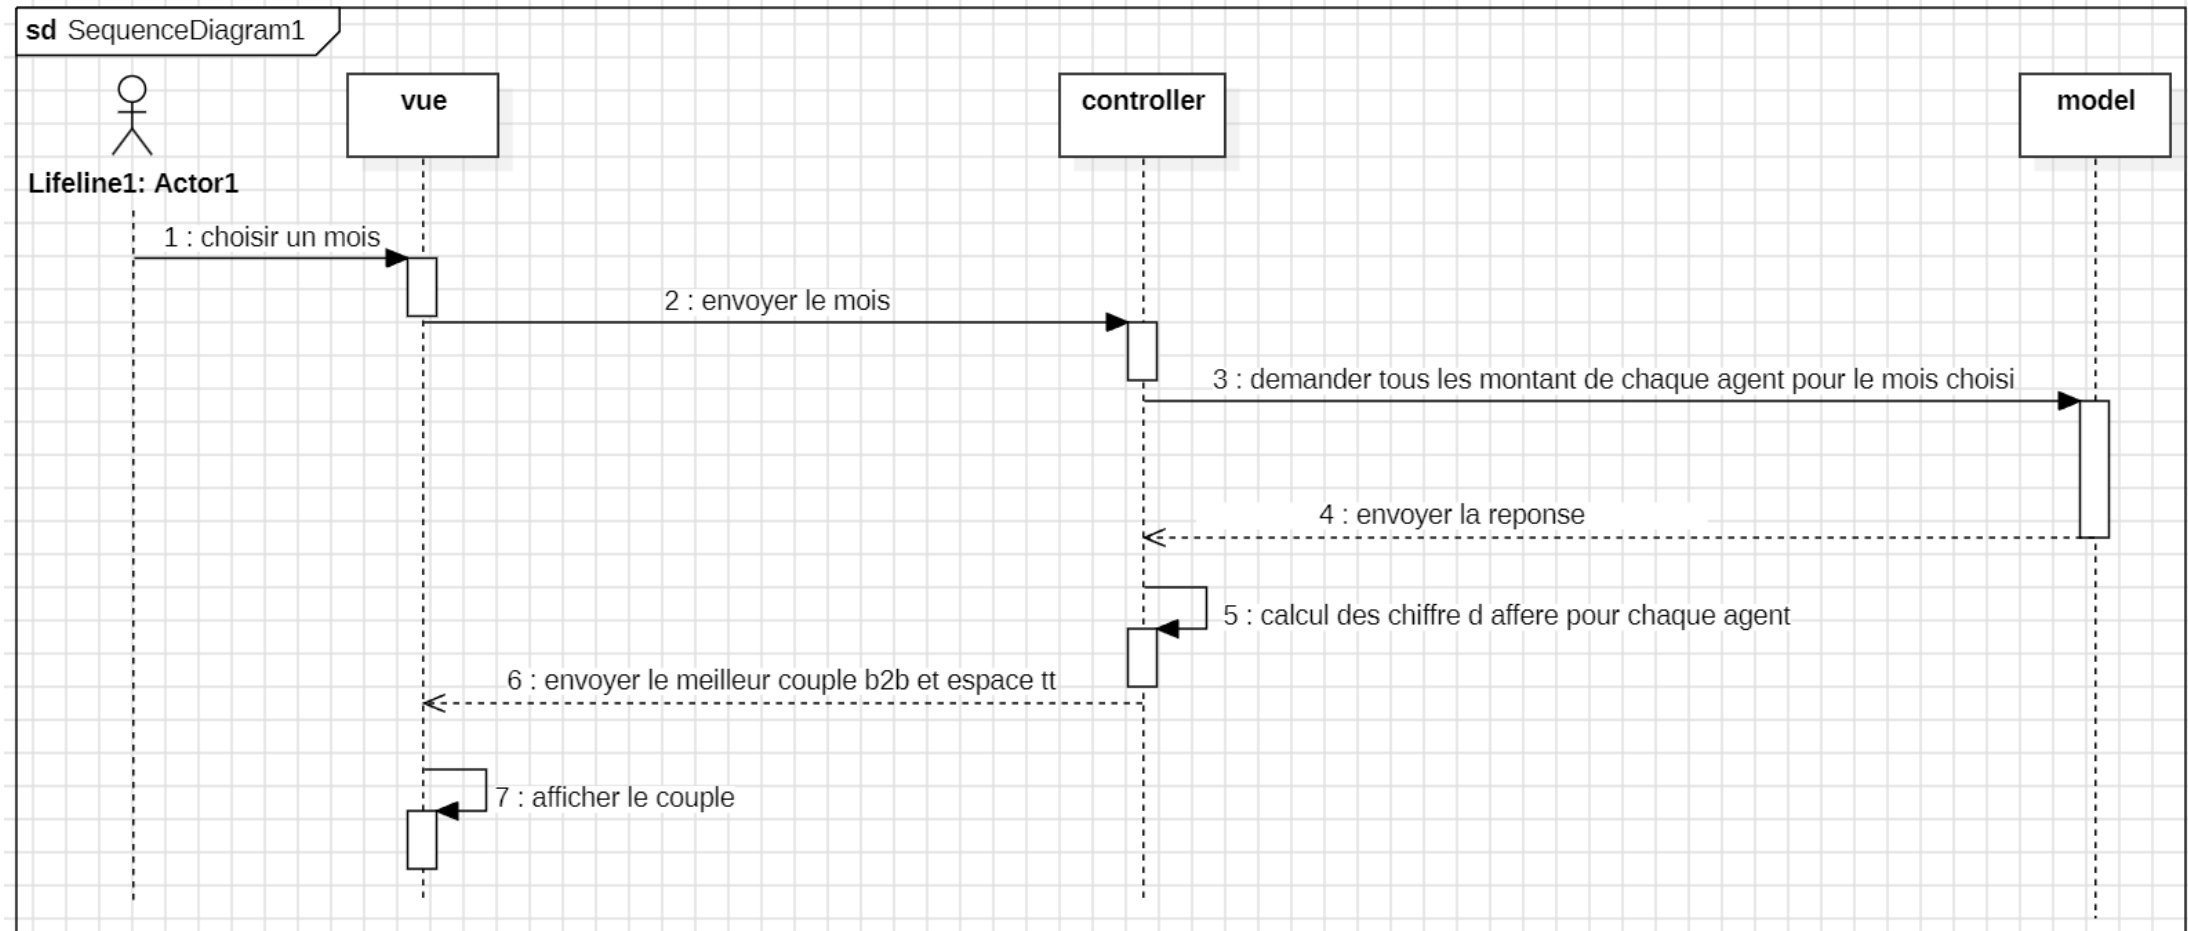 sd SequenceDiagram1
vue
controller
model
Lifeline1: Actor1
1 : choisir un mois
2 : envoyer le mois
3 : demander tous les montant de chaque agent pour le mois choisi
4 : envoyer la reponse
5 : calcul des chiffre d affere pour chaque agent
6 : envoyer le meilleur couple b2b et espace tt
7 : afficher le couple